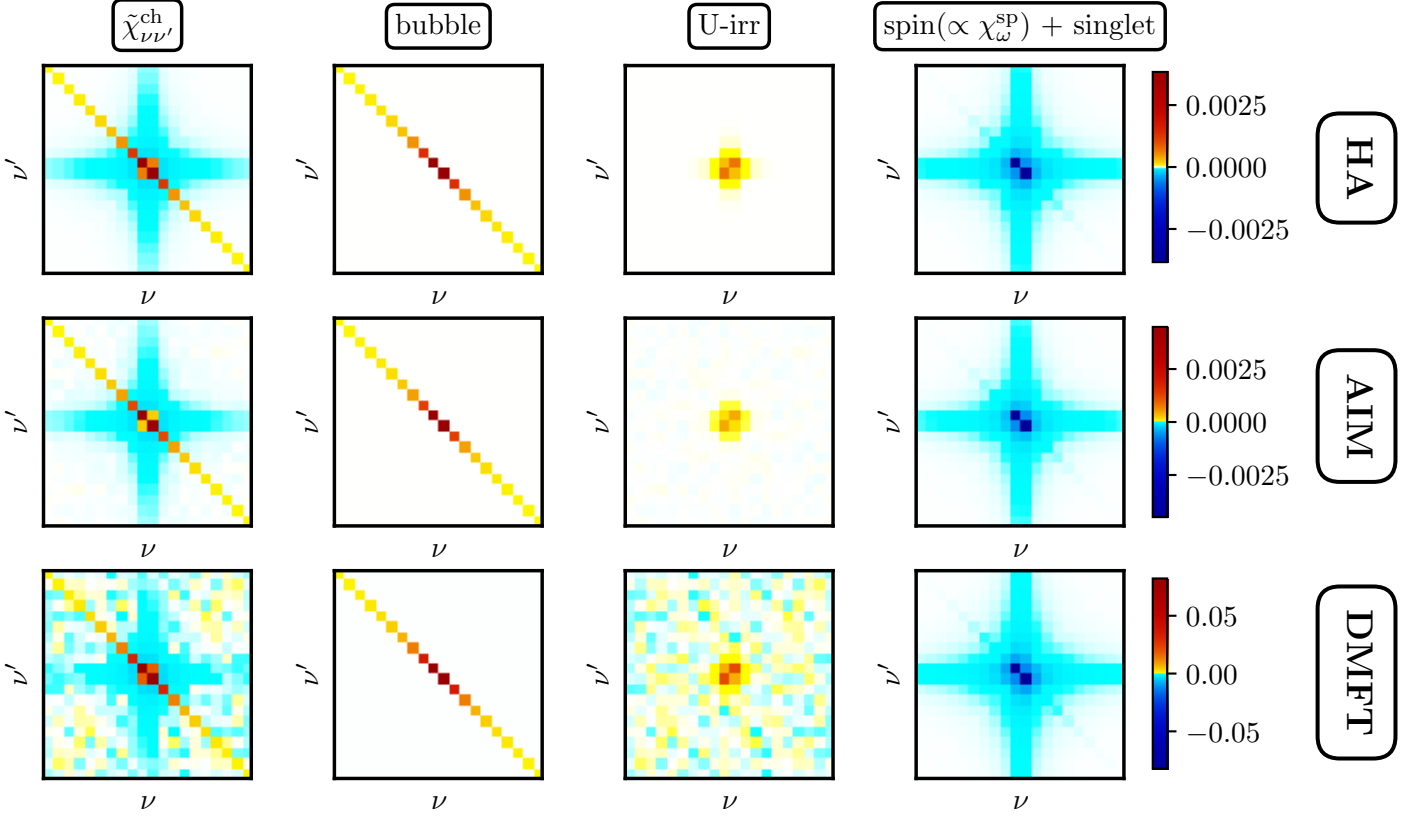 χ̃^ch_νν′ bubble U-irr spin(∝ χ^sp_ω) + singlet
ν′ ν′ ν′ ν′ 0.0025 0.0000 −0.0025 HA
ν ν ν ν
ν′ ν′ ν′ ν′ 0.0025 0.0000 −0.0025 AIM
ν ν ν ν
ν′ ν′ ν′ ν′ 0.05 0.00 −0.05 DMFT
ν ν ν ν